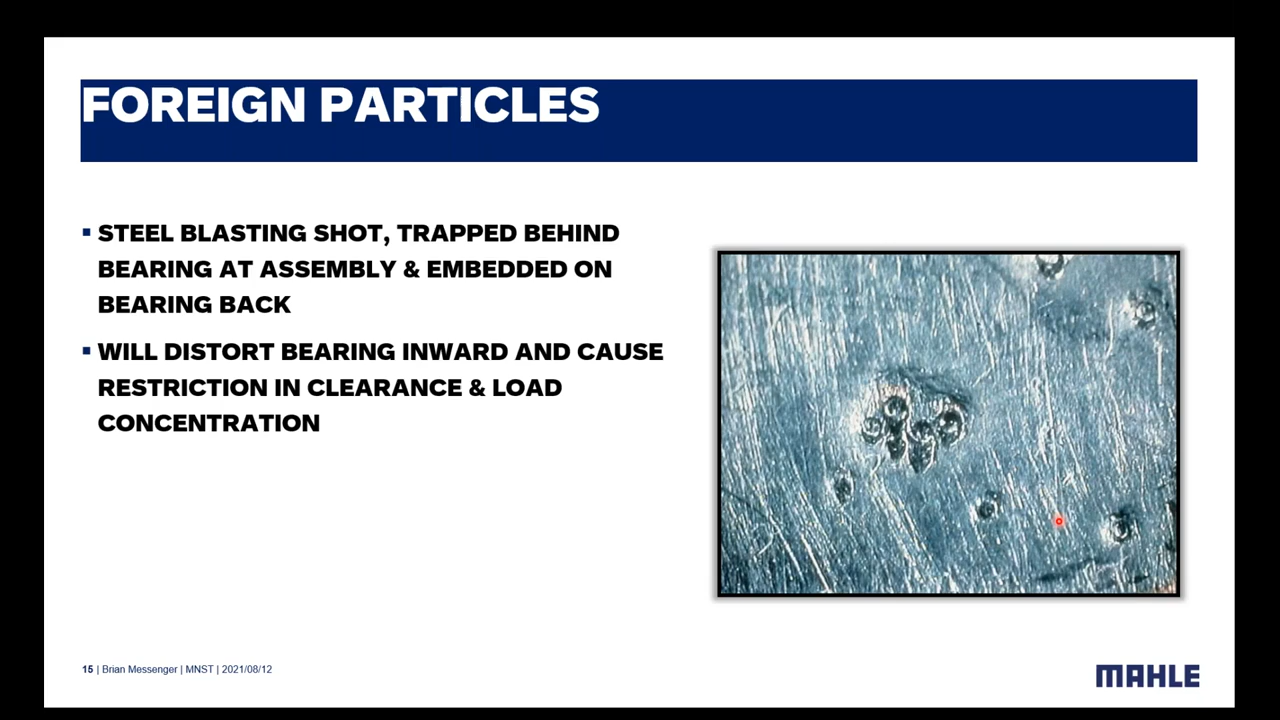 FOREIGN PARTICLES
▪ STEEL BLASTING SHOT, TRAPPED BEHIND
BEARING AT ASSEMBLY & EMBEDDED ON
BEARING BACK
▪ WILL DISTORT BEARING INWARD AND CAUSE
RESTRICTION IN CLEARANCE & LOAD
CONCENTRATION
15 | Brian Messenger | MNST | 2021/08/12
MAHLE